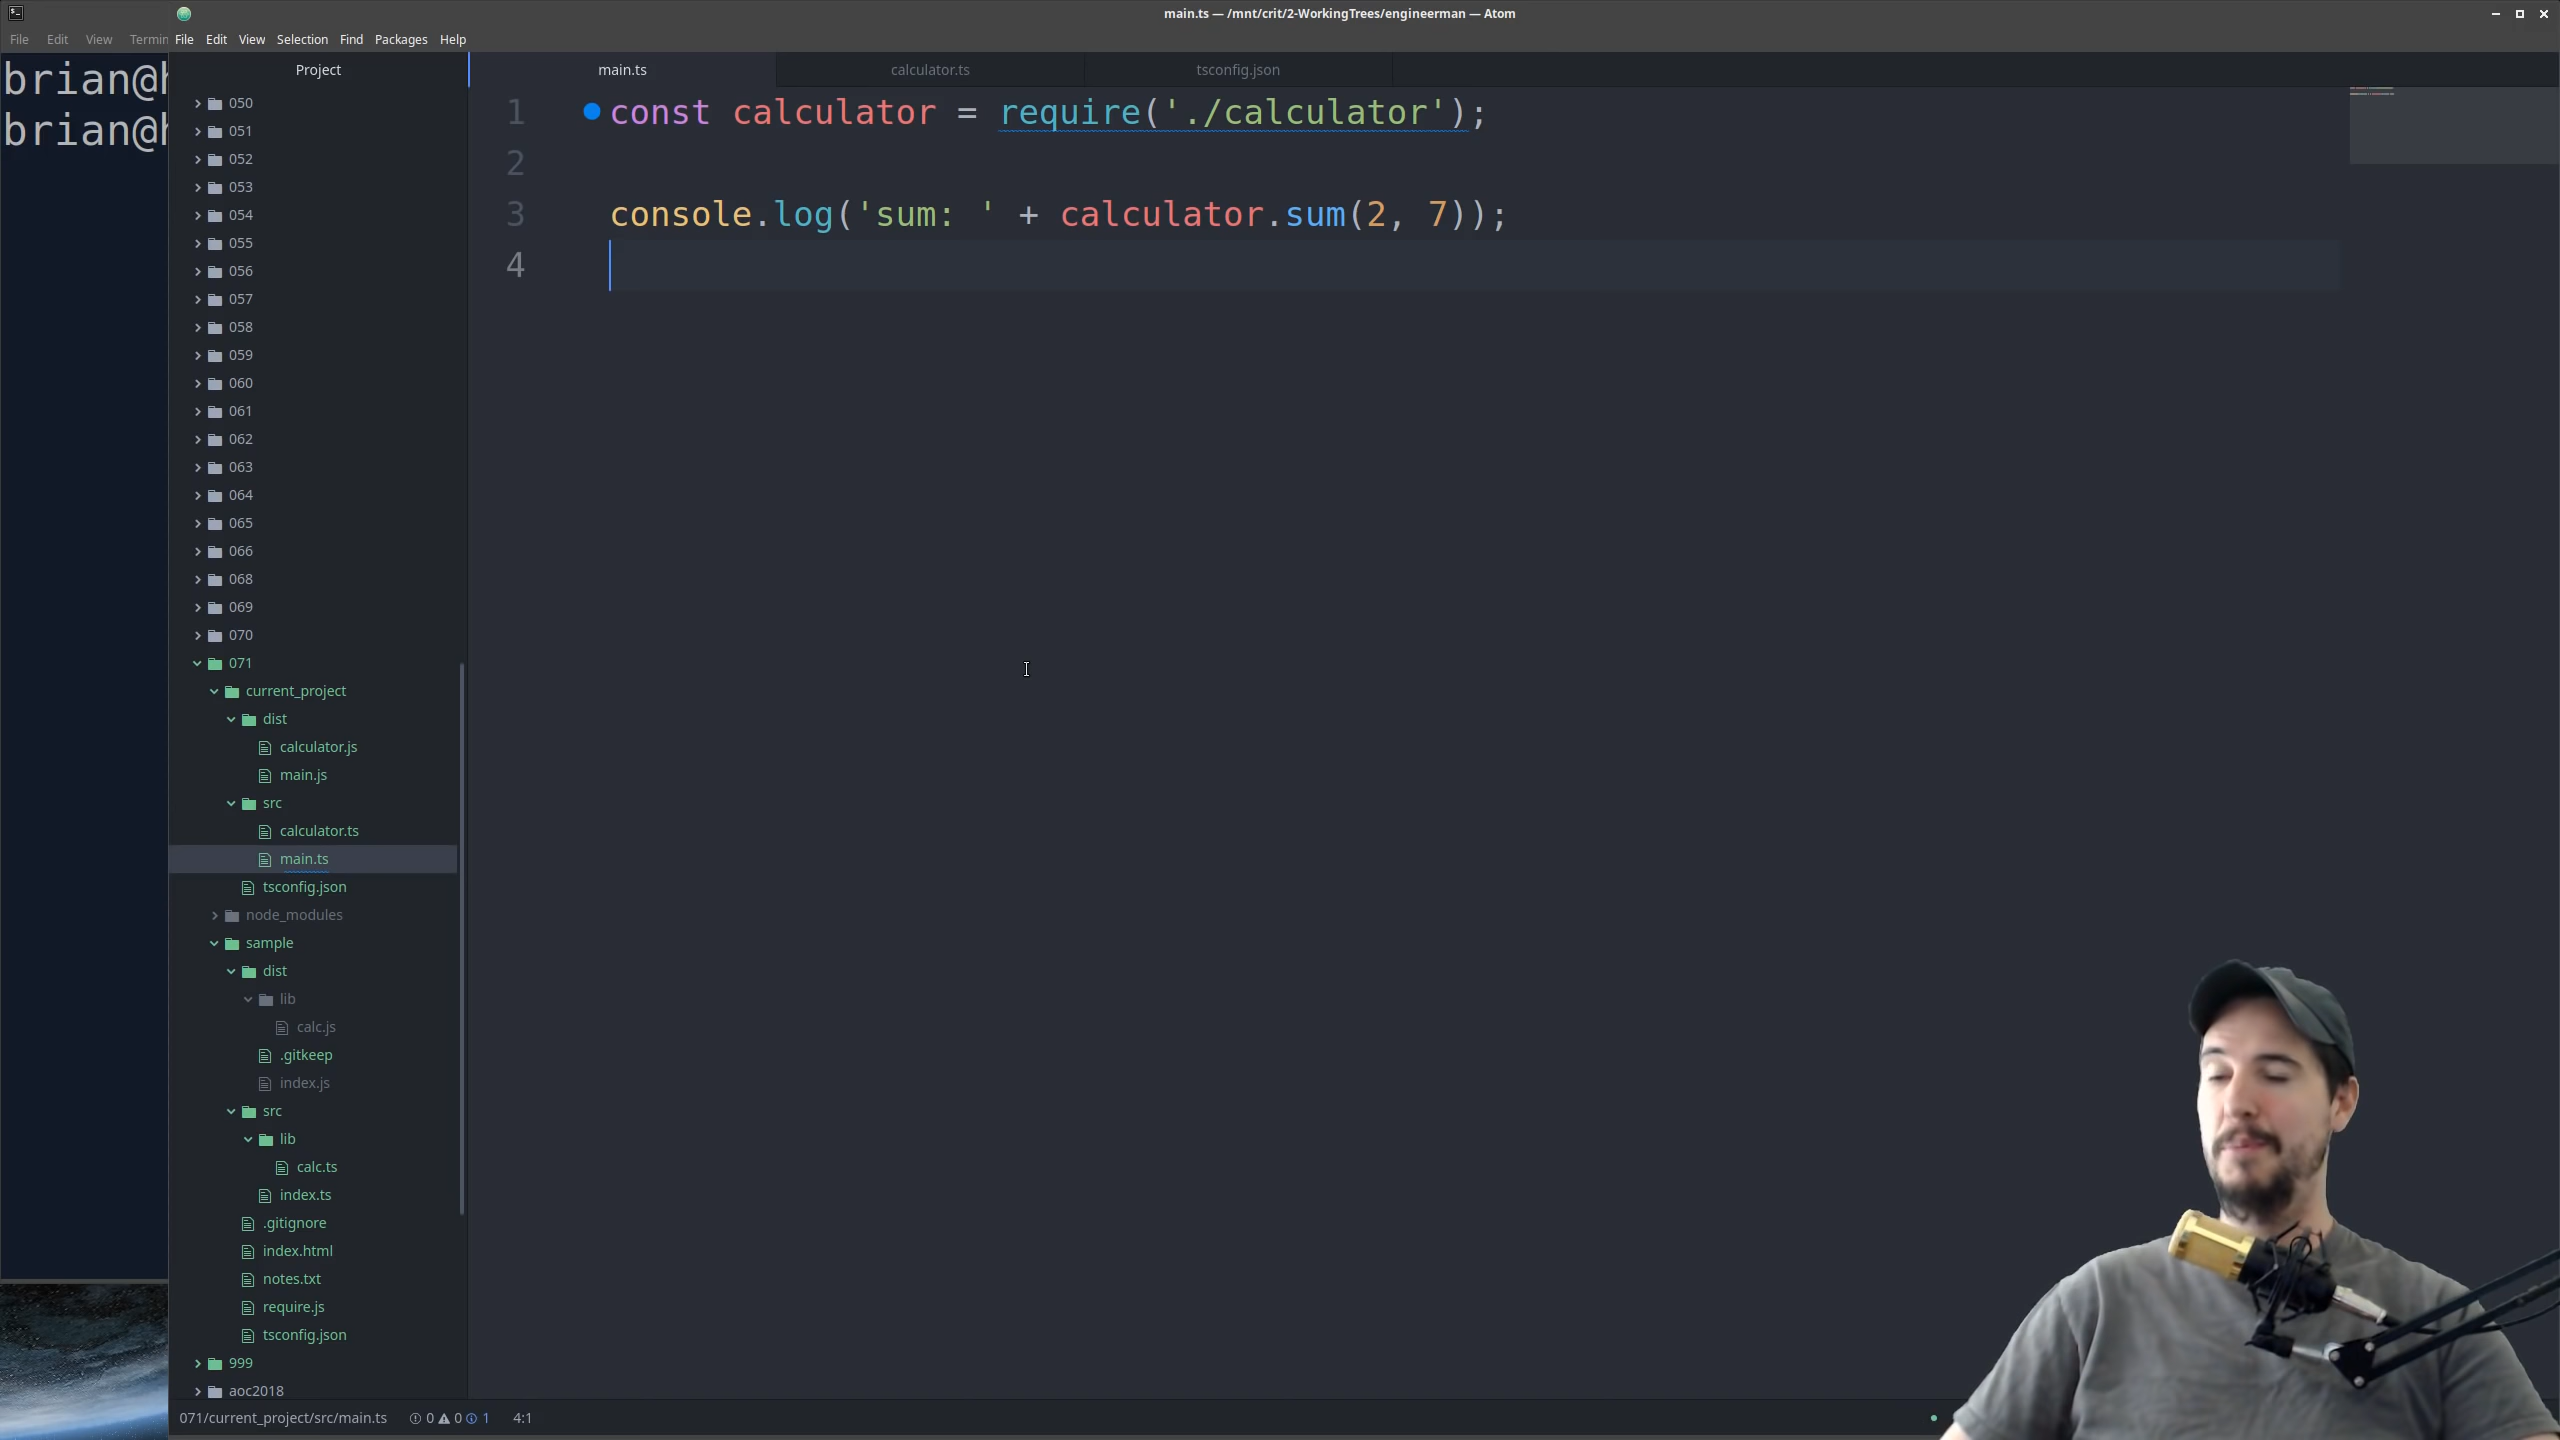 main.ts — /mnt/crit/2-WorkingTrees/engineerman — Atom
File Edit View Termin
File Edit View Selection Find Packages Help
brian@h
brian@h
Project
050
051
052
053
054
055
056
057
058
059
060
061
062
063
064
065
066
068
069
070
071
current_project
dist
calculator.js
main.js
src
calculator.ts
main.ts
tsconfig.json
node_modules
sample
dist
lib
calc.js
.gitkeep
index.js
src
lib
calc.ts
index.ts
.gitignore
index.html
notes.txt
require.js
tsconfig.json
999
aoc2018
main.ts calculator.ts tsconfig.json
1 const calculator = require('./calculator');
2
3 console.log('sum: ' + calculator.sum(2, 7));
4
071/current_project/src/main.ts 0 0 1 4:1